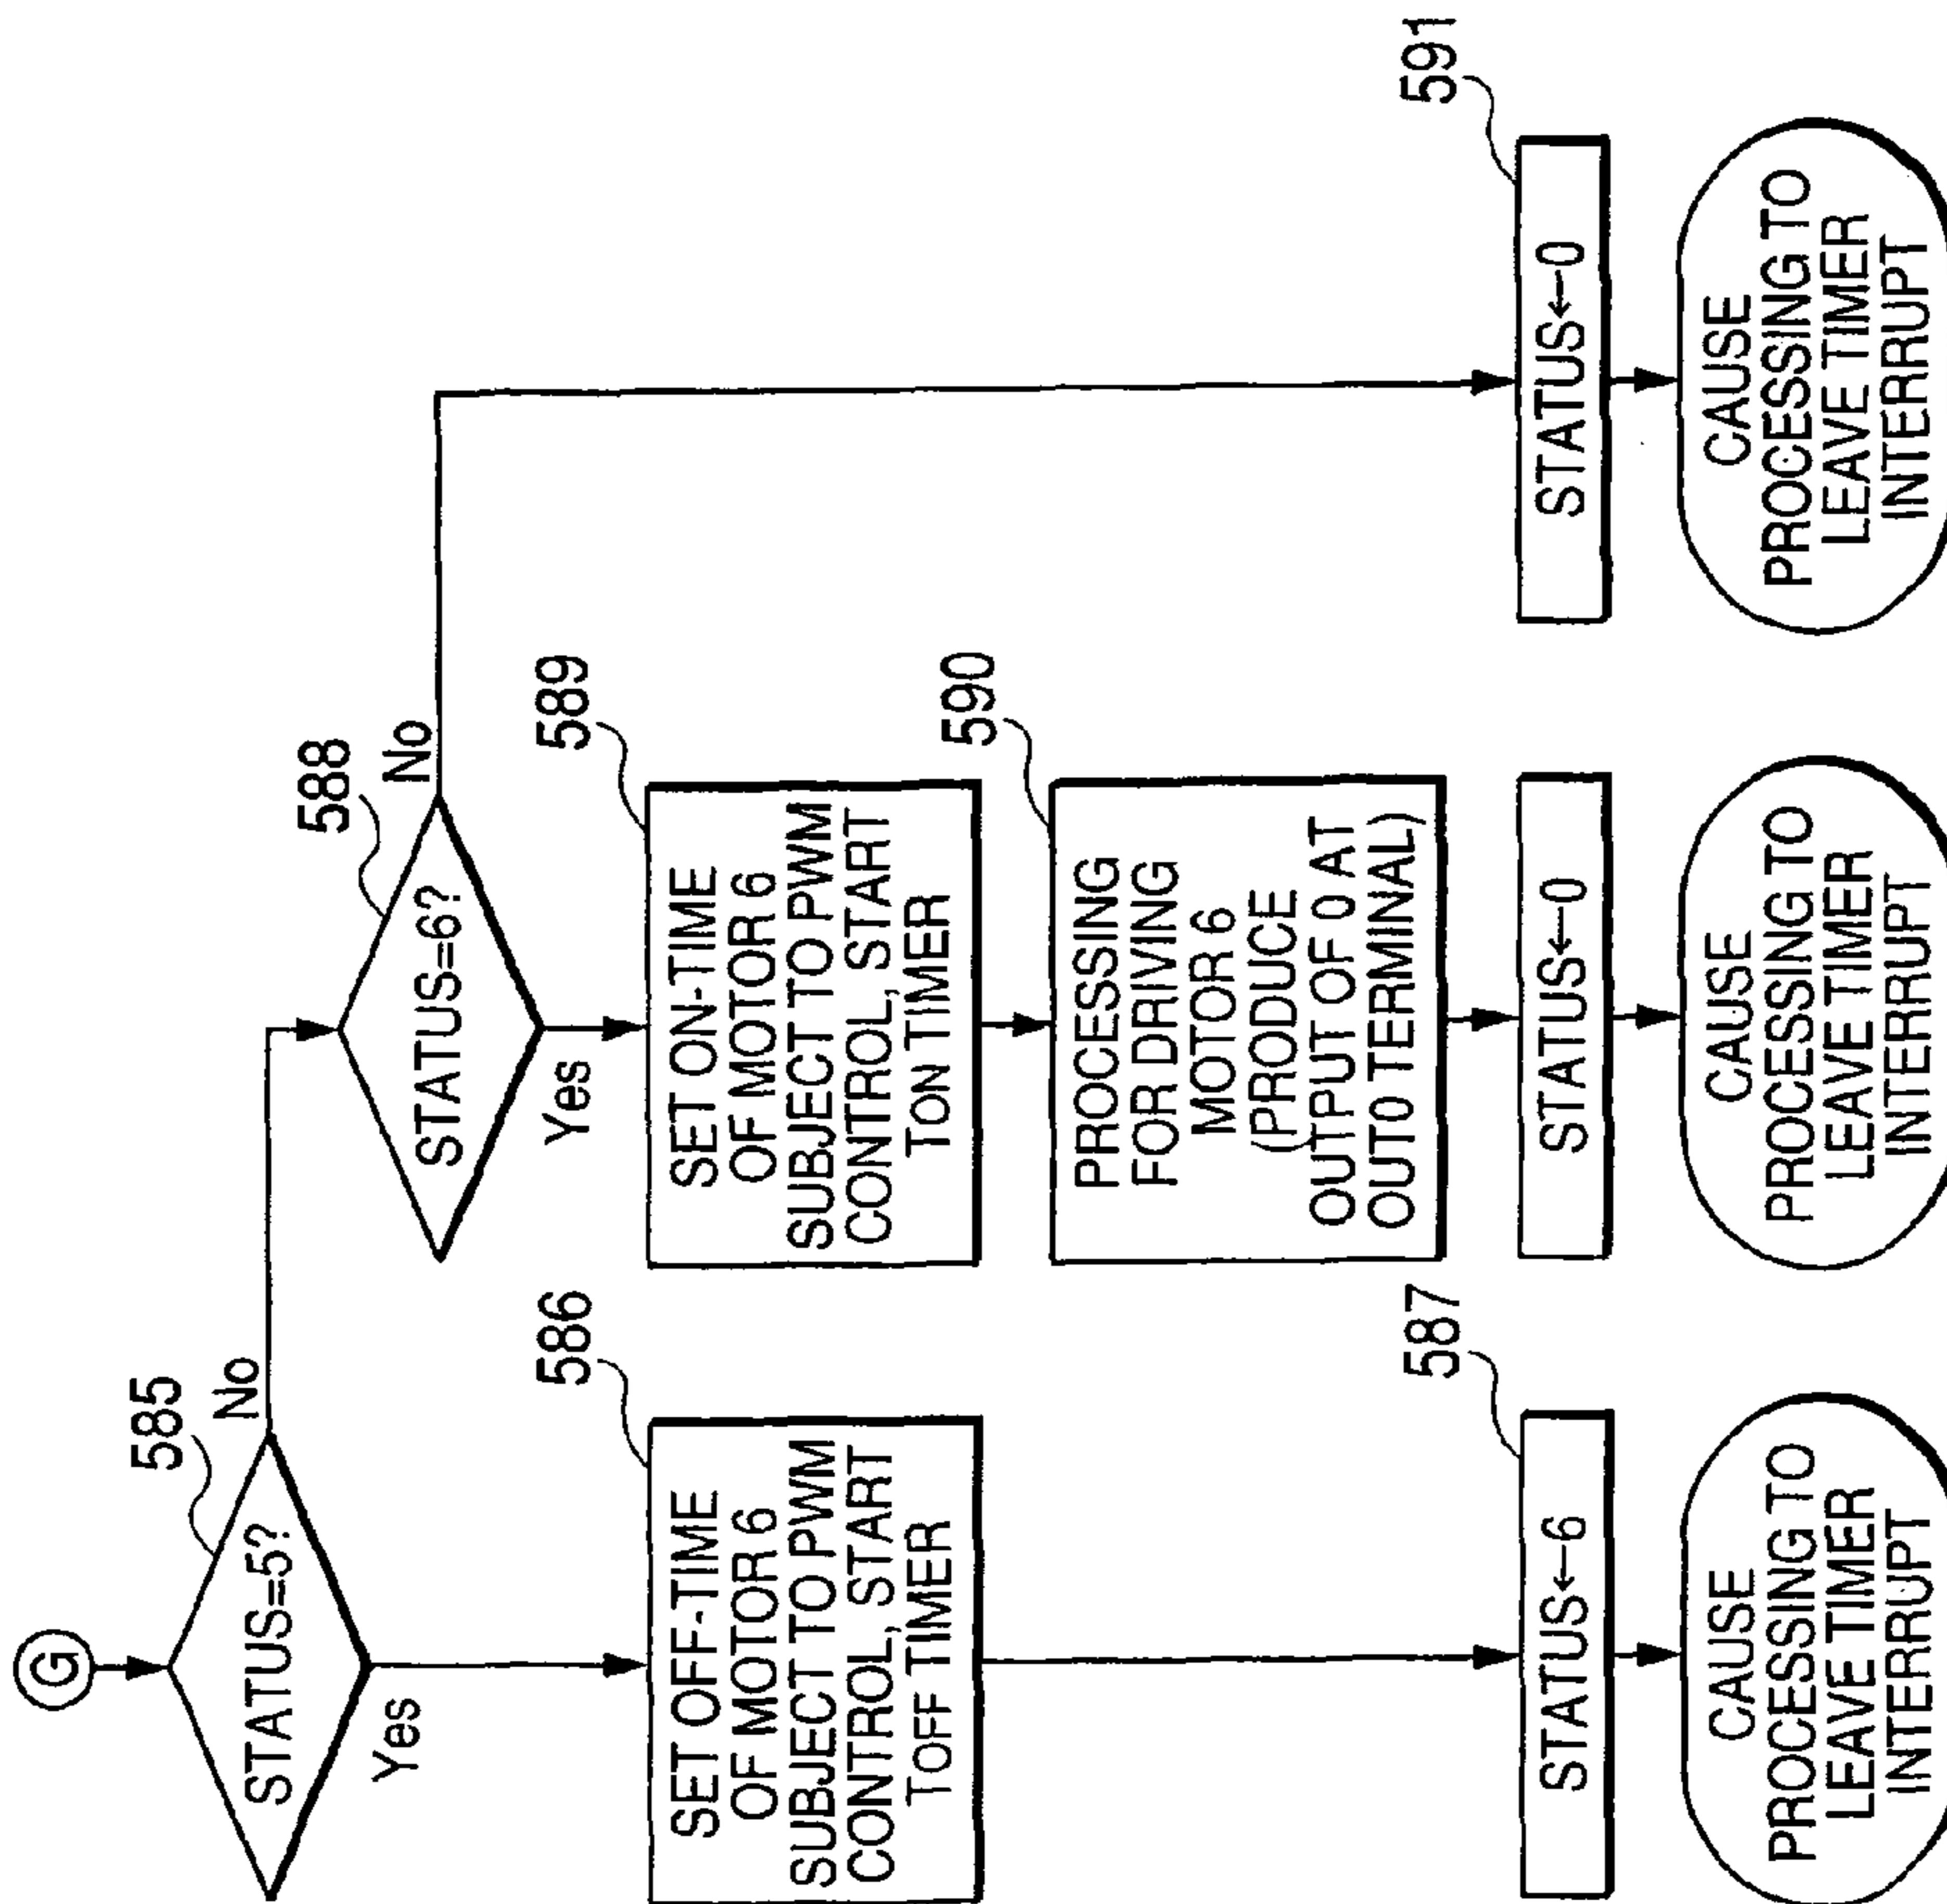 G
585
STATUS=5?
No
Yes
586
SET OFF-TIME
OF MOTOR 6
SUBJECT TO PWM
CONTROL, START
TOFF TIMER
587
STATUS←6
CAUSE
PROCESSING TO
LEAVE TIMER
INTERRUPT
588
STATUS=6?
No
Yes
589
SET ON-TIME
OF MOTOR 6
SUBJECT TO PWM
CONTROL, START
TON TIMER
590
PROCESSING
FOR DRIVING
MOTOR 6
(PRODUCE
OUTPUT OF 0 AT
OUT0 TERMINAL)
STATUS←0
CAUSE
PROCESSING TO
LEAVE TIMER
INTERRUPT
591
STATUS←0
CAUSE
PROCESSING TO
LEAVE TIMER
INTERRUPT